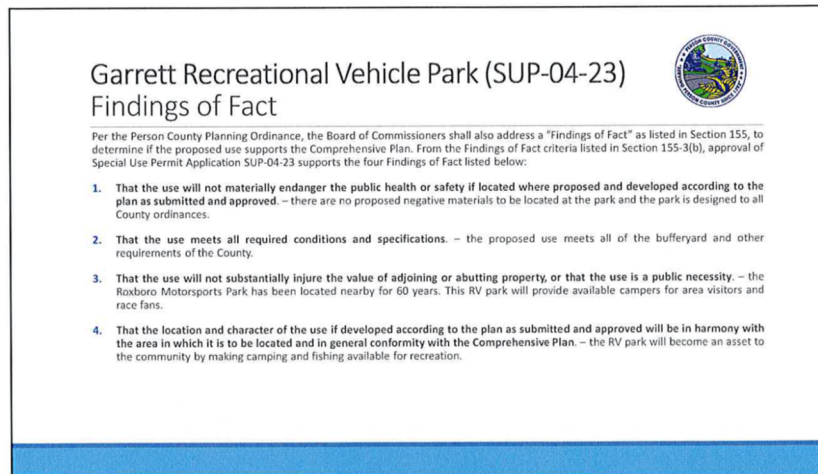 Garrett Recreational Vehicle Park (SUP-04-23)
Findings of Fact
Per the Person County Planning Ordinance, the Board of Commissioners shall also address a "Findings of Fact" as listed in Section 155, to
determine if the proposed use supports the Comprehensive Plan. From the Findings of Fact criteria listed in Section 155-3(b), approval of
Special Use Permit Application SUP-04-23 supports the four Findings of Fact listed below:
1. That the use will not materially endanger the public health or safety if located where proposed and developed according to the
plan as submitted and approved. – there are no proposed negative materials to be located at the park and the park is designed to all
County ordinances.
2. That the use meets all required conditions and specifications. – the proposed use meets all of the bufferyard and other
requirements of the County.
3. That the use will not substantially injure the value of adjoining or abutting property, or that the use is a public necessity. – the
Roxboro Motorsports Park has been located nearby for 60 years. This RV park will provide available campers for area visitors and
race fans.
4. That the location and character of the use if developed according to the plan as submitted and approved will be in harmony with
the area in which it is to be located and in general conformity with the Comprehensive Plan. – the RV park will become an asset to
the community by making camping and fishing available for recreation.